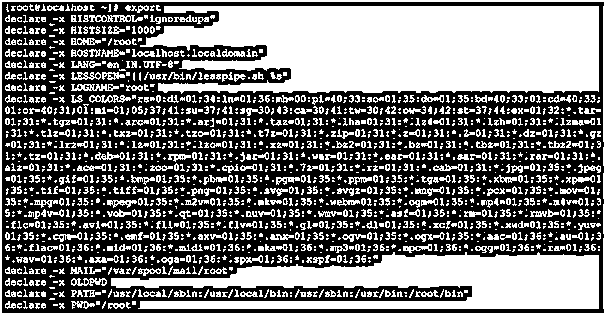 [root@localhost ~]# export
declare -x HISTCONTROL="ignoredups"
declare -x HISTSIZE="1000"
declare -x HOME="/root"
declare -x HOSTNAME="localhost.localdomain"
declare -x LANG="en_IN.UTF-8"
declare -x LESSOPEN="||/usr/bin/lesspipe.sh %s"
declare -x LOGNAME="root"
declare -x LS_COLORS="rs=0:di=01;34:ln=01;36:mh=00:pi=40;33:so=01;35:do=01;35:bd=40;33;01:cd=40;33;
01:or=40;31;01:mi=01;05;37;41:su=37;41:sg=30;43:ca=30;41:tw=30;42:ow=34;42:st=37;44:ex=01;32:*.tar=
01;31:*.tgz=01;31:*.arc=01;31:*.arj=01;31:*.taz=01;31:*.lha=01;31:*.lz4=01;31:*.lzh=01;31:*.lzma=
01;31:*.tlz=01;31:*.txz=01;31:*.tzo=01;31:*.t7z=01;31:*.zip=01;31:*.z=01;31:*.Z=01;31:*.dz=01;31:*.gz
=01;31:*.lrz=01;31:*.lz=01;31:*.lzo=01;31:*.xz=01;31:*.bz2=01;31:*.bz=01;31:*.tbz=01;31:*.tbz2=01;3
1:*.tz=01;31:*.deb=01;31:*.rpm=01;31:*.jar=01;31:*.war=01;31:*.ear=01;31:*.sar=01;31:*.rar=01;31:*.
alz=01;31:*.ace=01;31:*.zoo=01;31:*.cpio=01;31:*.7z=01;31:*.rz=01;31:*.cab=01;31:*.jpg=01;35:*.jpeg
=01;35:*.gif=01;35:*.bmp=01;35:*.pbm=01;35:*.pgm=01;35:*.ppm=01;35:*.tga=01;35:*.xbm=01;35:*.xpm=01
;35:*.tif=01;35:*.tiff=01;35:*.png=01;35:*.svg=01;35:*.svgz=01;35:*.mng=01;35:*.pcx=01;35:*.mov=01;
35:*.mpg=01;35:*.mpeg=01;35:*.m2v=01;35:*.mkv=01;35:*.webm=01;35:*.ogm=01;35:*.mp4=01;35:*.m4v=01;3
5:*.mp4v=01;35:*.vob=01;35:*.qt=01;35:*.nuv=01;35:*.wmv=01;35:*.asf=01;35:*.rm=01;35:*.rmvb=01;35:*
.flc=01;35:*.avi=01;35:*.fli=01;35:*.flv=01;35:*.gl=01;35:*.dl=01;35:*.xcf=01;35:*.xwd=01;35:*.yuv=
01;35:*.cgm=01;35:*.emf=01;35:*.axv=01;35:*.anx=01;35:*.ogv=01;35:*.ogx=01;35:*.aac=01;36:*.au=01;3
6:*.flac=01;36:*.mid=01;36:*.midi=01;36:*.mka=01;36:*.mp3=01;36:*.mpc=01;36:*.ogg=01;36:*.ra=01;36:
*.wav=01;36:*.axa=01;36:*.oga=01;36:*.spx=01;36:*.xspf=01;36:"
declare -x MAIL="/var/spool/mail/root"
declare -x OLDPWD
declare -x PATH="/usr/local/sbin:/usr/local/bin:/usr/sbin:/usr/bin:/root/bin"
declare -x PWD="/root"